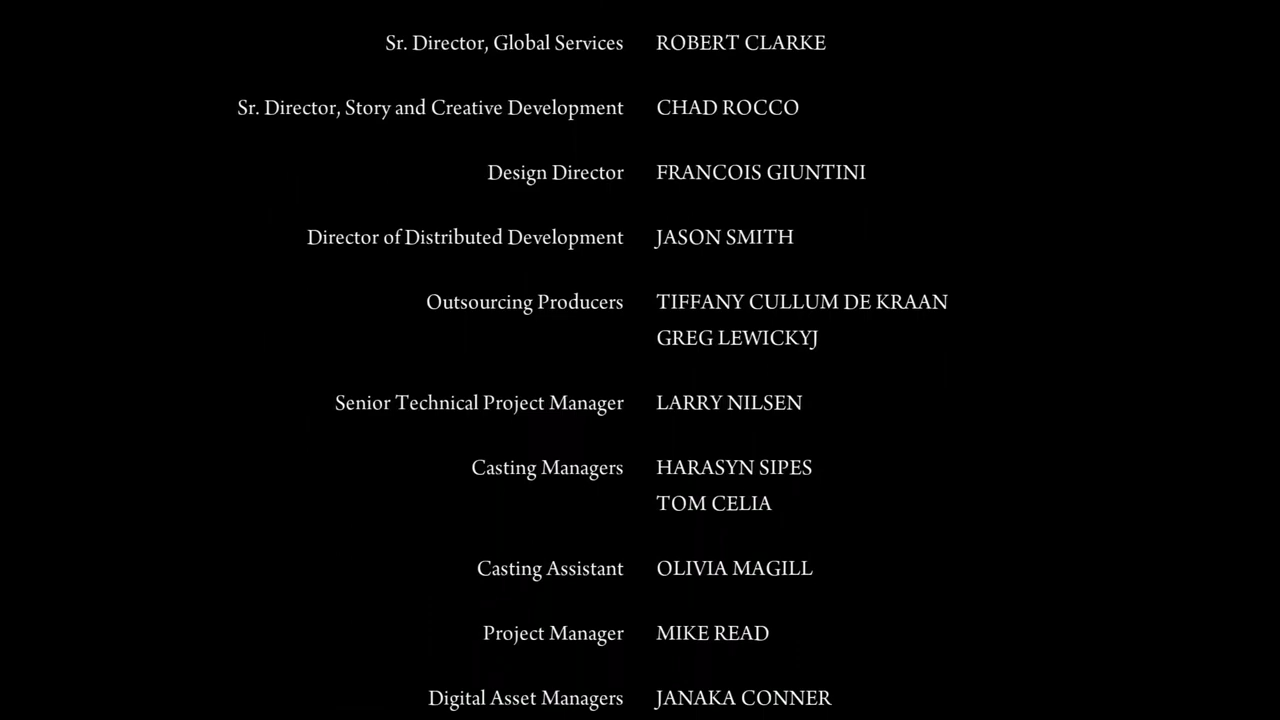 Sr. Director, Global Services ROBERT CLARKE
Sr. Director, Story and Creative Development CHAD ROCCO
Design Director FRANCOIS GIUNTINI
Director of Distributed Development JASON SMITH
Outsourcing Producers TIFFANY CULLUM DE KRAAN
GREG LEWICKYJ
Senior Technical Project Manager LARRY NILSEN
Casting Managers HARASYN SIPES
TOM CELIA
Casting Assistant OLIVIA MAGILL
Project Manager MIKE READ
Digital Asset Managers JANAKA CONNER